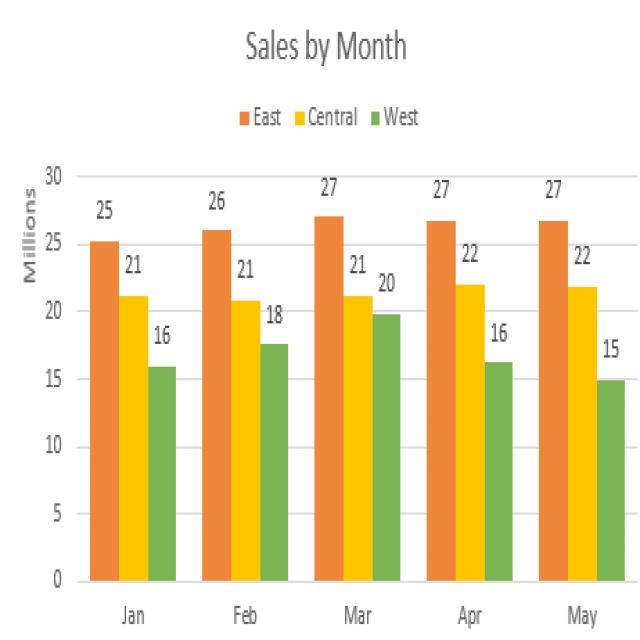 Sales by Month
East Central West
Millions
30
25
20
15
10
5
0
25 21 16
26 21 18
27 21 20
27 22 16
27 22 15
Jan Feb Mar Apr May